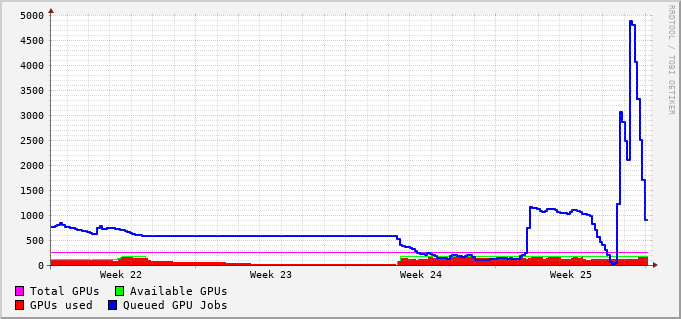 5000
4500
4000
3500
3000
2500
2000
1500
1000
500
0
Week 22 Week 23 Week 24 Week 25
Total GPUs Available GPUs
GPUs used Queued GPU Jobs
RRDTOOL / TOBI OETIKER